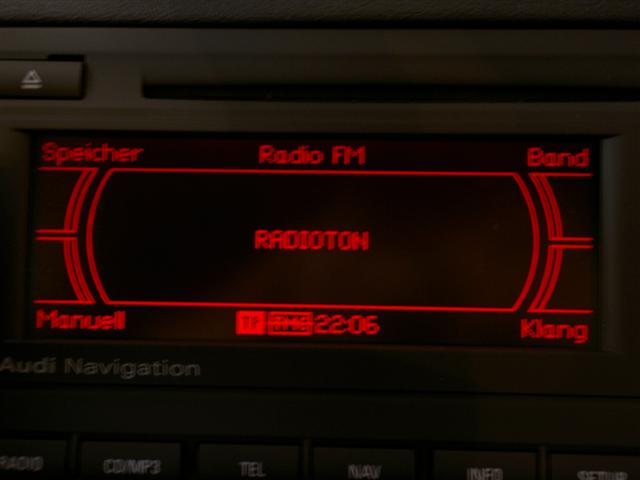 Speicher Radio FM Band
RADIOTON
Manuell TP TMC 22:06 Klang
Audi Navigation
RADIO CD/MP3 TEL NAV INFO SETUP